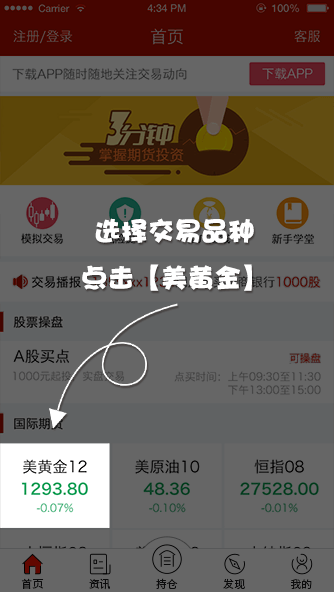 Carrier 4:34 PM 100%
注册/登录 首页 客服
下载APP随时随地关注交易动向 下载APP
3分钟
掌握期货投资
选择交易品种
模拟交易 新手学堂
点击【美黄金】
交易播报 银行1000股
股票操盘
A股买点 可操盘
1000元起投，实盘交易 点买时间：上午09:30至11:30
下午13:00至15:00
国际期货
美黄金12 美原油10 恒指08
1293.80 48.36 27528.00
-0.07% -0.10% -0.01%
首页 资讯 持仓 发现 我的